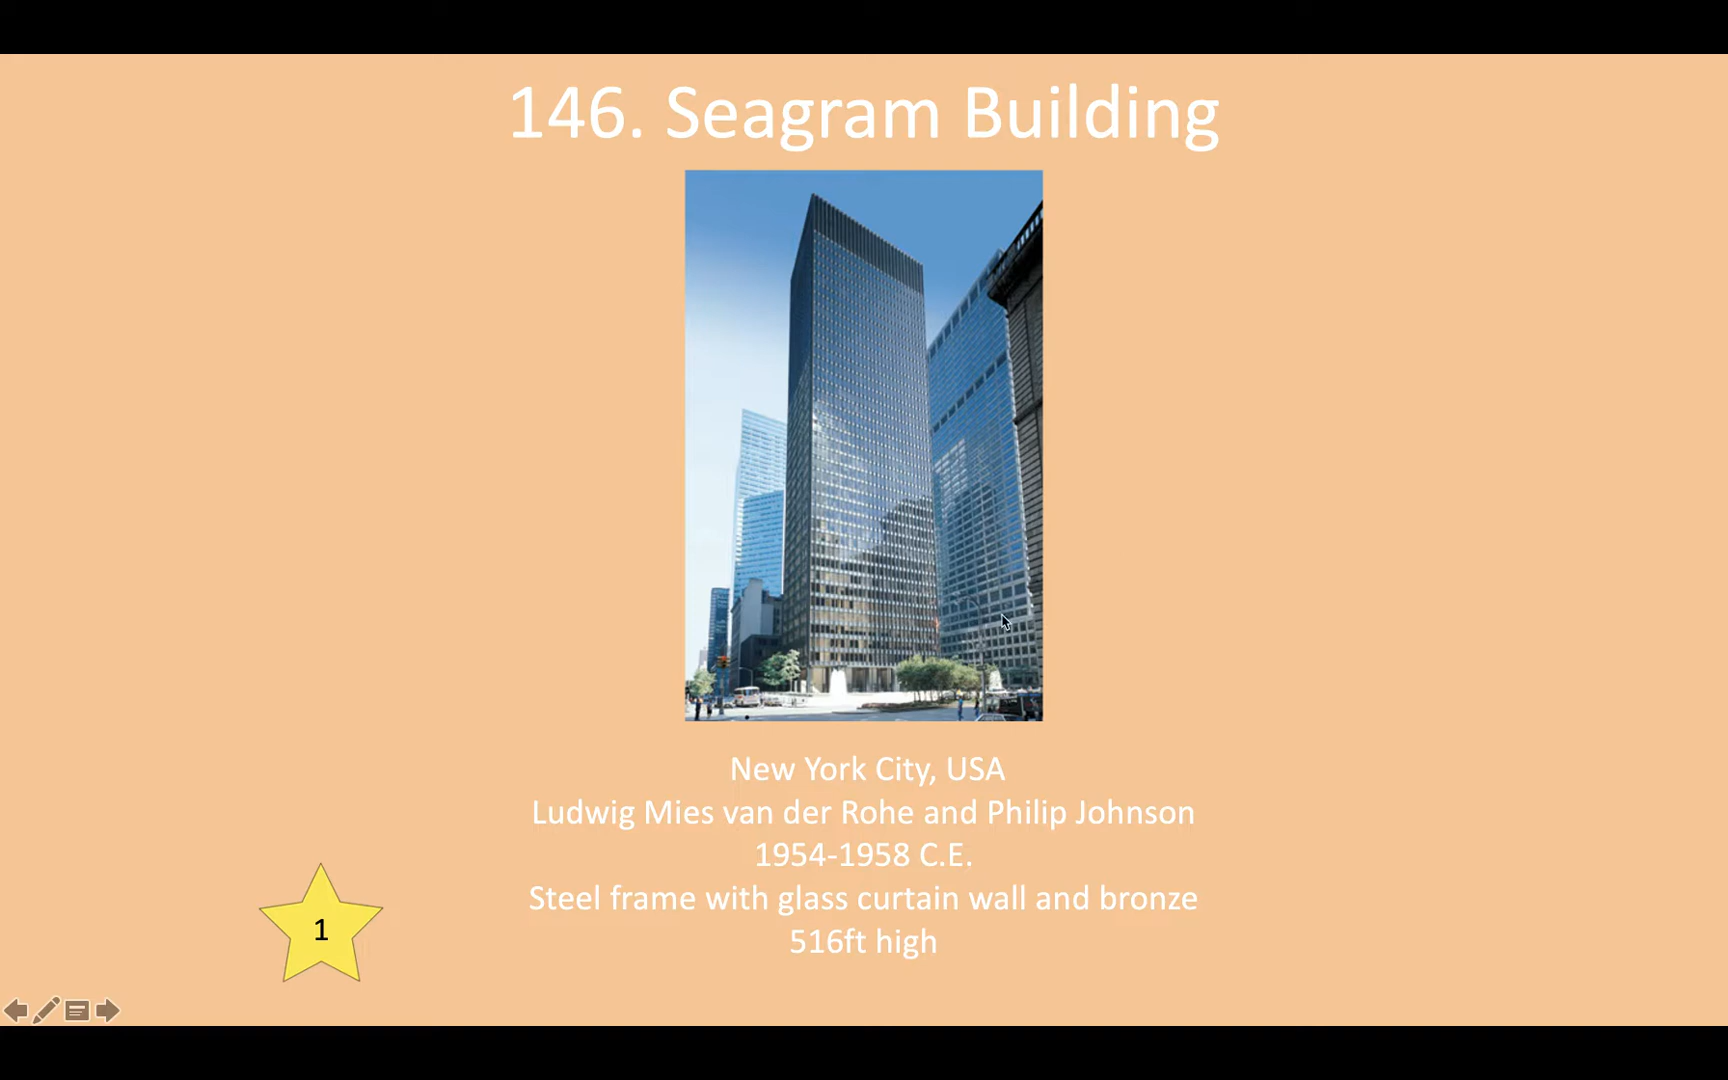 146. Seagram Building
New York City, USA
Ludwig Mies van der Rohe and Philip Johnson
1954-1958 C.E.
Steel frame with glass curtain wall and bronze
516ft high
1